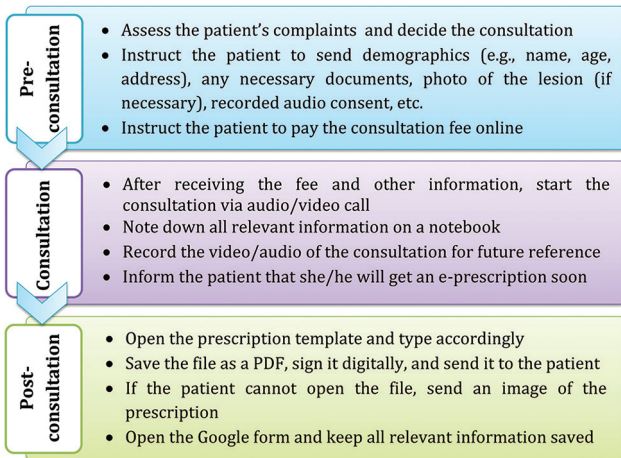 Pre-
consultation
• Assess the patient's complaints and decide the consultation
• Instruct the patient to send demographics (e.g., name, age,
address), any necessary documents, photo of the lesion (if
necessary), recorded audio consent, etc.
• Instruct the patient to pay the consultation fee online
Consultation
• After receiving the fee and other information, start the
consultation via audio/video call
• Note down all relevant information on a notebook
• Record the video/audio of the consultation for future reference
• Inform the patient that she/he will get an e-prescription soon
Post-
consultation
• Open the prescription template and type accordingly
• Save the file as a PDF, sign it digitally, and send it to the patient
• If the patient cannot open the file, send an image of the
prescription
• Open the Google form and keep all relevant information saved